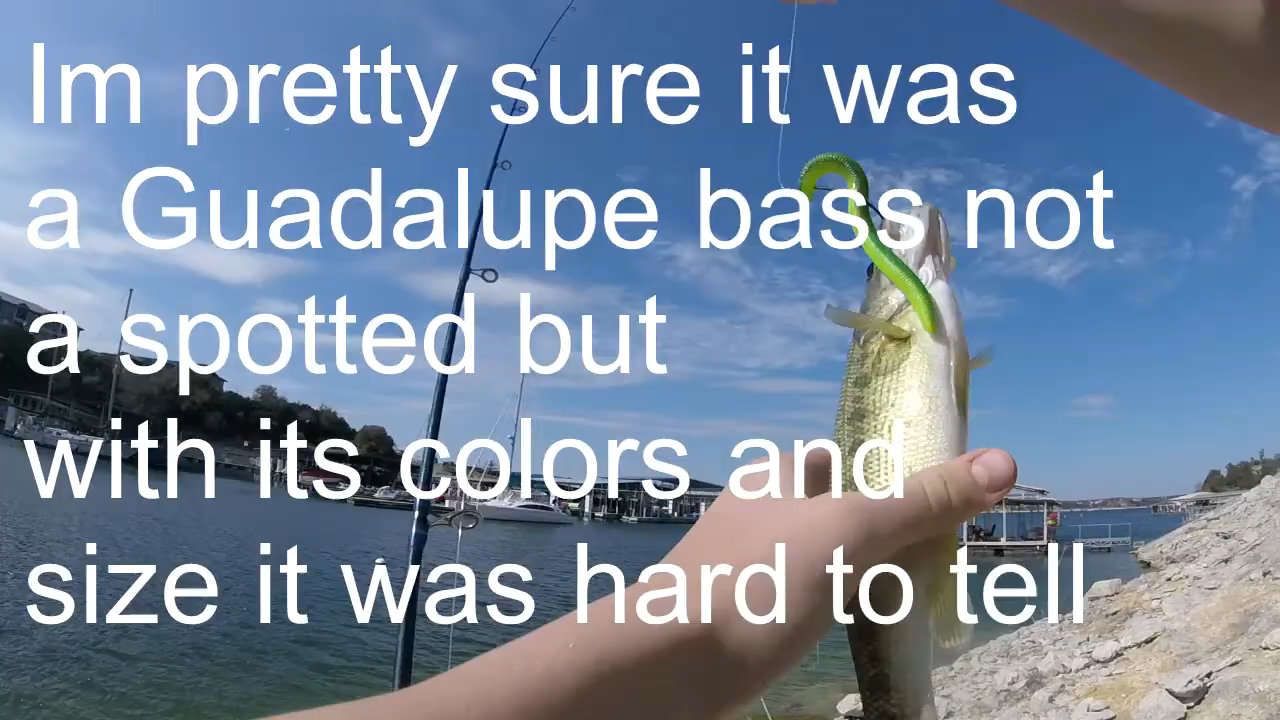 Im pretty sure it was
a Guadalupe bass not
a spotted but
with its colors and
size it was hard to tell